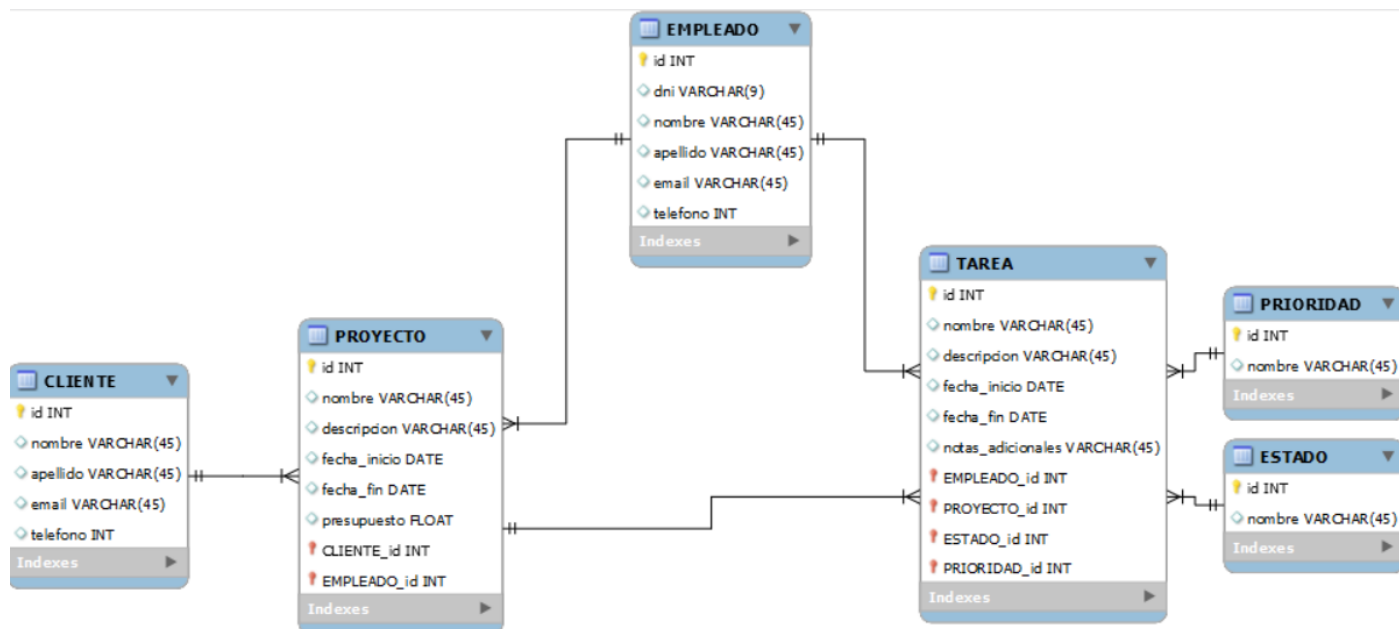 EMPLEADO
id INT
dni VARCHAR(9)
nombre VARCHAR(45)
apellido VARCHAR(45)
email VARCHAR(45)
telefono INT
Indexes
CLIENTE
id INT
nombre VARCHAR(45)
apellido VARCHAR(45)
email VARCHAR(45)
telefono INT
Indexes
PROYECTO
id INT
nombre VARCHAR(45)
descripcion VARCHAR(45)
fecha_inicio DATE
fecha_fin DATE
presupuesto FLOAT
CLIENTE_id INT
EMPLEADO_id INT
Indexes
TAREA
id INT
nombre VARCHAR(45)
descripcion VARCHAR(45)
fecha_inicio DATE
fecha_fin DATE
notas_adicionales VARCHAR(45)
EMPLEADO_id INT
PROYECTO_id INT
ESTADO_id INT
PRIORIDAD_id INT
Indexes
PRIORIDAD
id INT
nombre VARCHAR(45)
Indexes
ESTADO
id INT
nombre VARCHAR(45)
Indexes